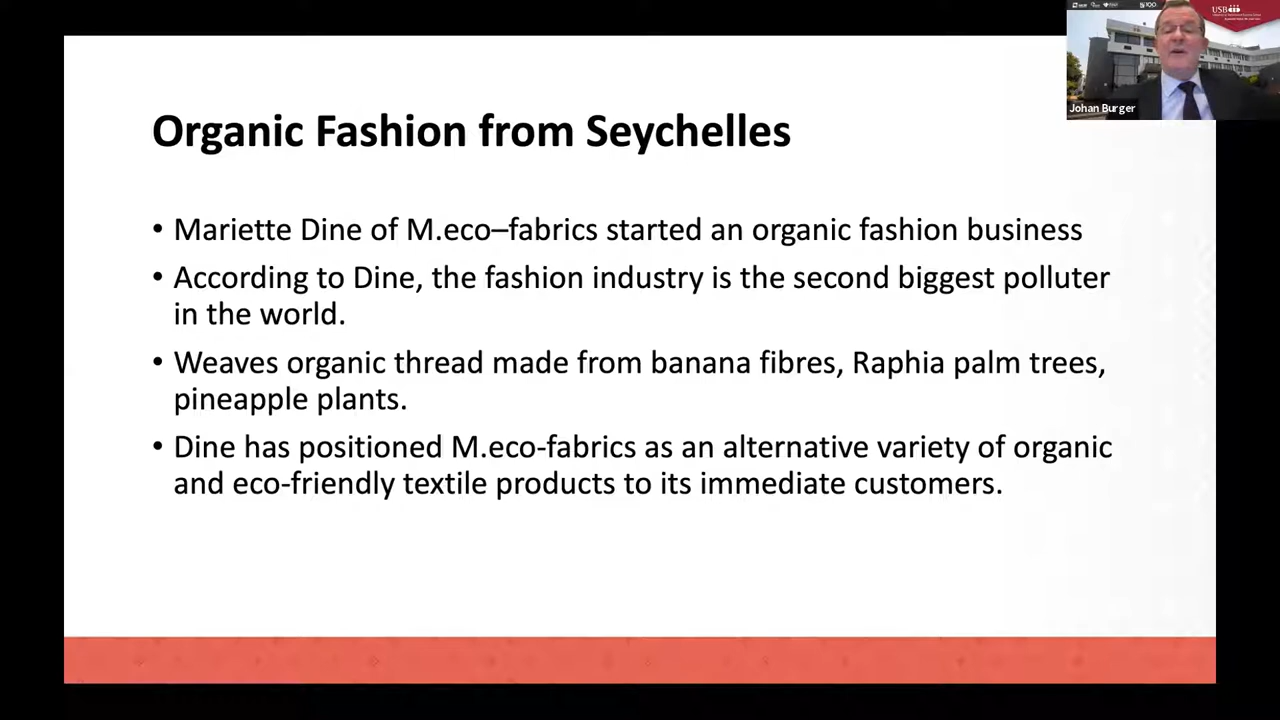 Organic Fashion from Seychelles
• Mariette Dine of M.eco–fabrics started an organic fashion business
• According to Dine, the fashion industry is the second biggest polluter
in the world.
• Weaves organic thread made from banana fibres, Raphia palm trees,
pineapple plants.
• Dine has positioned M.eco-fabrics as an alternative variety of organic
and eco-friendly textile products to its immediate customers.
USB
Johan Burger